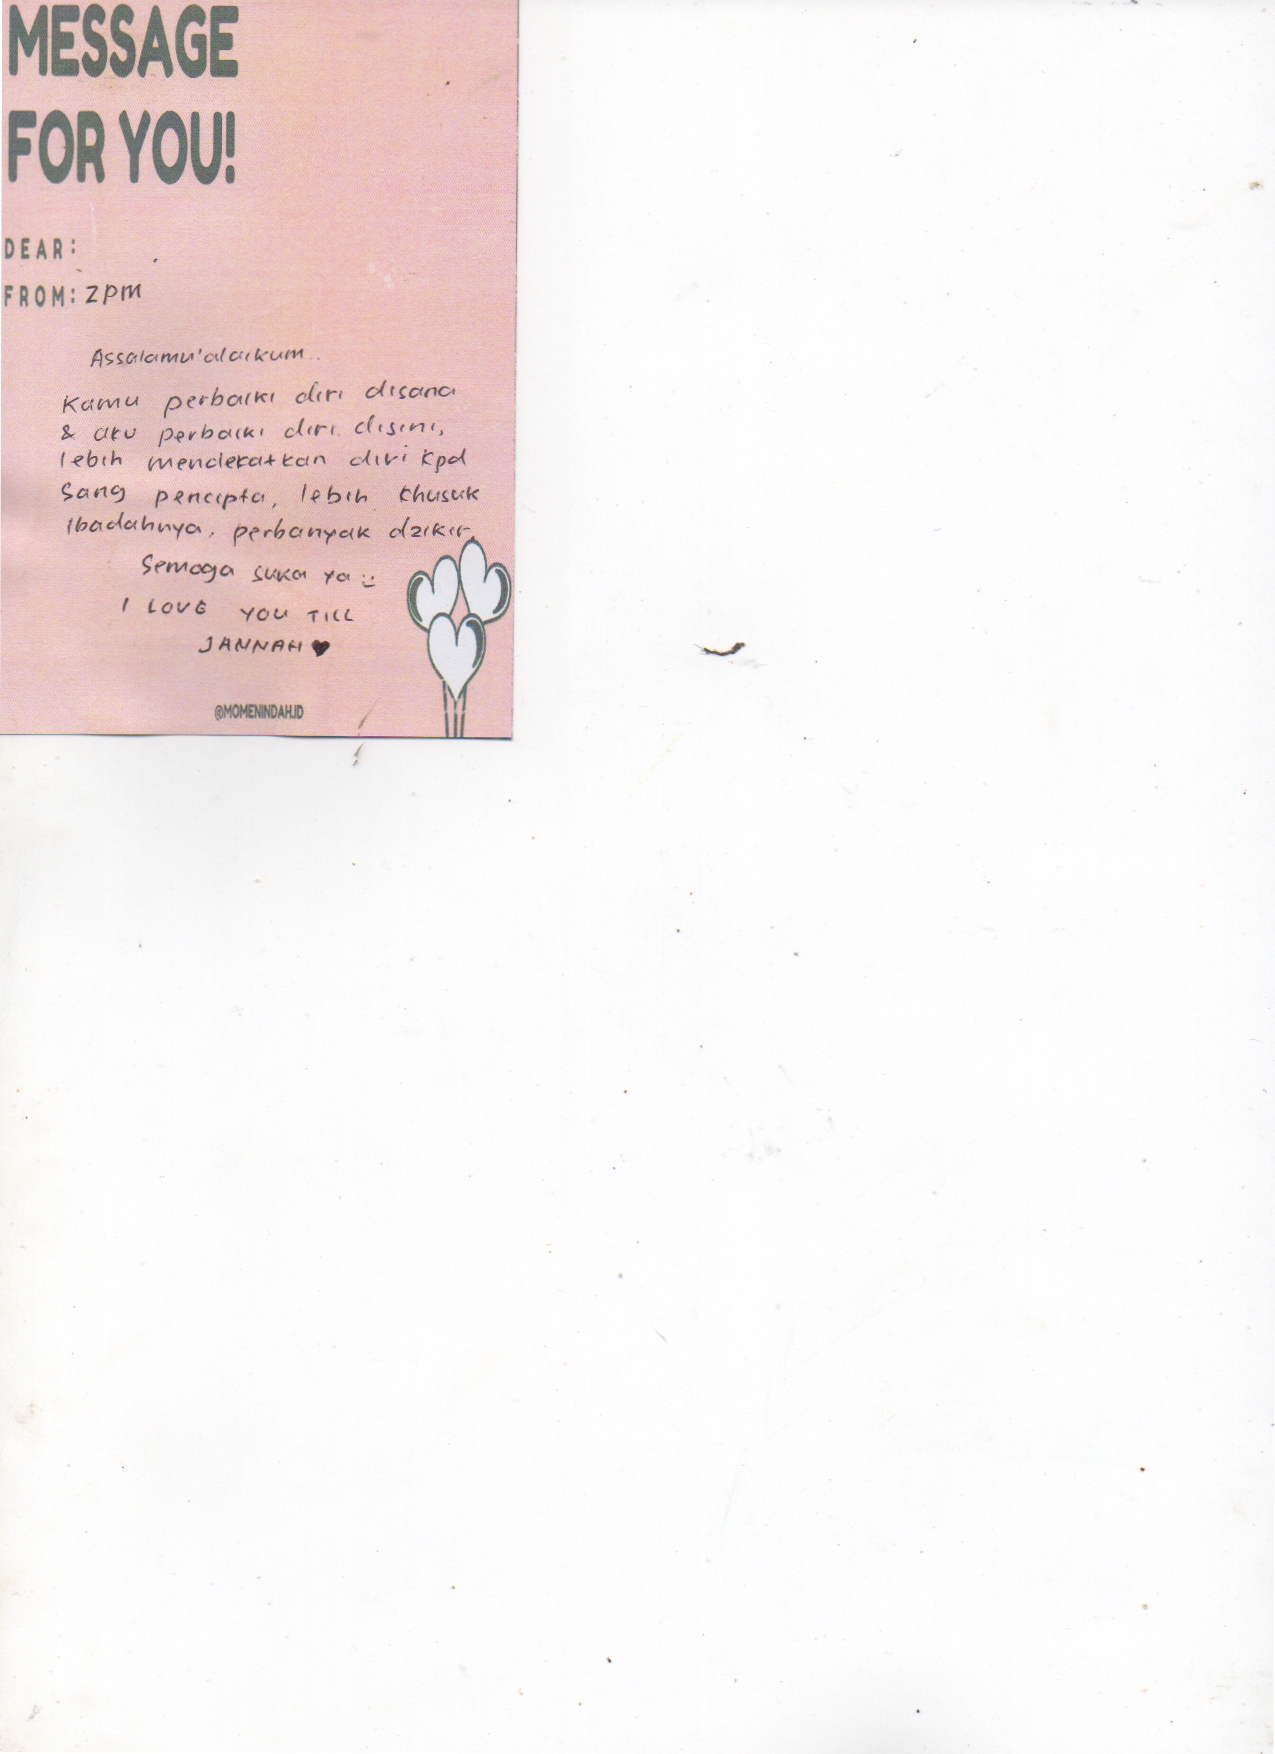 MESSAGE
FOR YOU!
DEAR:
FROM: ZPM
Assalamu'alaikum..
Kamu perbaiki diri disana
& aku perbaiki diri disini,
lebih mendekatkan diri kpd
Sang pencipta, lebih khusuk
Ibadahnya, perbanyak dzikir,
Semoga suka ya :)
I LOVE YOU TILL
JANNAH ♥
@MOMENINDAH.ID